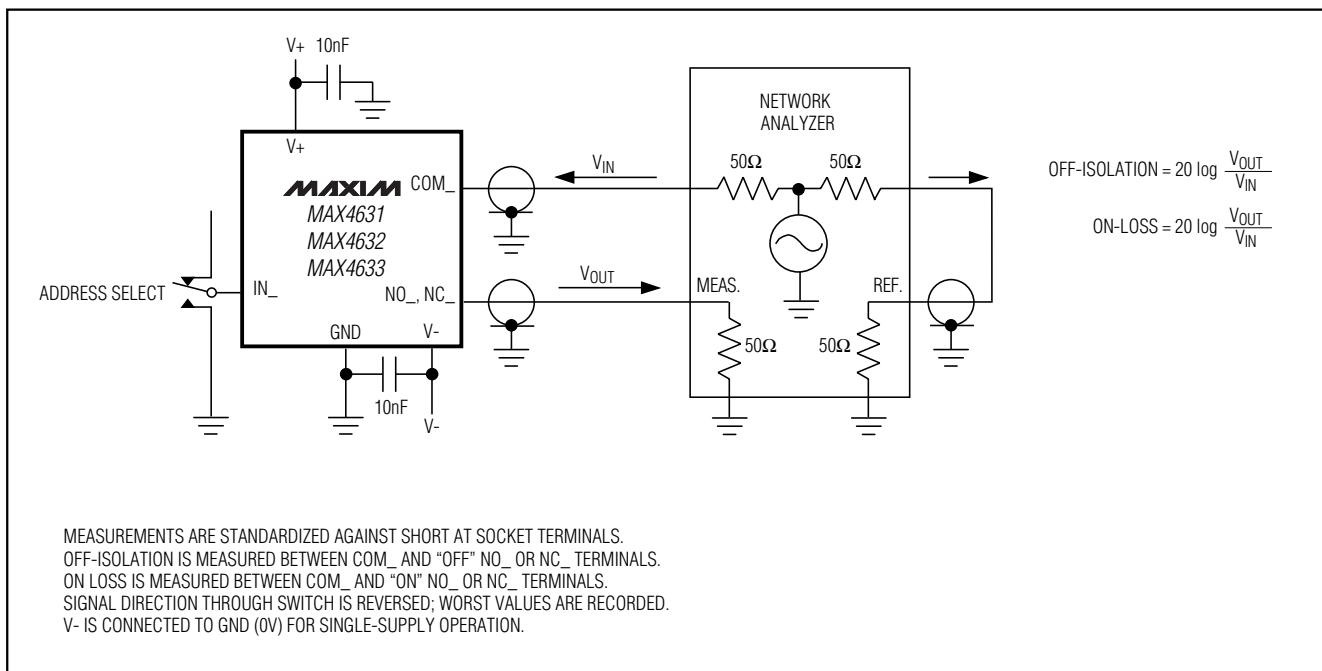 V+ 10nF
V+
MAXIM
MAX4631
MAX4632
MAX4633
COM_
NO_, NC_
IN_
GND
V-
ADDRESS SELECT
10nF
V-
VIN
VOUT
NETWORK
ANALYZER
50Ω
50Ω
MEAS.
REF.
50Ω
50Ω
OFF-ISOLATION = 20 log VOUT
VIN
ON-LOSS = 20 log VOUT
VIN
MEASUREMENTS ARE STANDARDIZED AGAINST SHORT AT SOCKET TERMINALS.
OFF-ISOLATION IS MEASURED BETWEEN COM_ AND “OFF” NO_ OR NC_ TERMINALS.
ON LOSS IS MEASURED BETWEEN COM_ AND “ON” NO_ OR NC_ TERMINALS.
SIGNAL DIRECTION THROUGH SWITCH IS REVERSED; WORST VALUES ARE RECORDED.
V- IS CONNECTED TO GND (0V) FOR SINGLE-SUPPLY OPERATION.